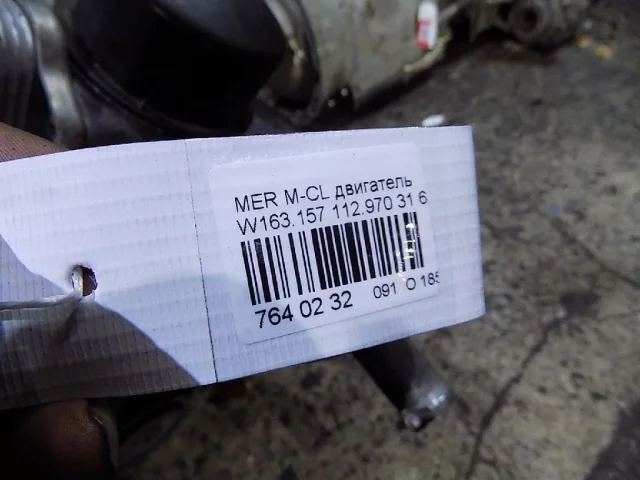 MER M-CL двигатель
W163.157 112.970 31 6
764 02 32 091 O 185